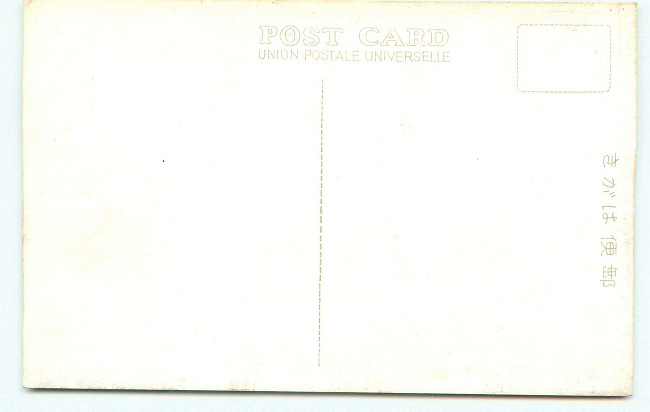 POST CARD
UNION POSTALE UNIVERSELLE
きがは便郵